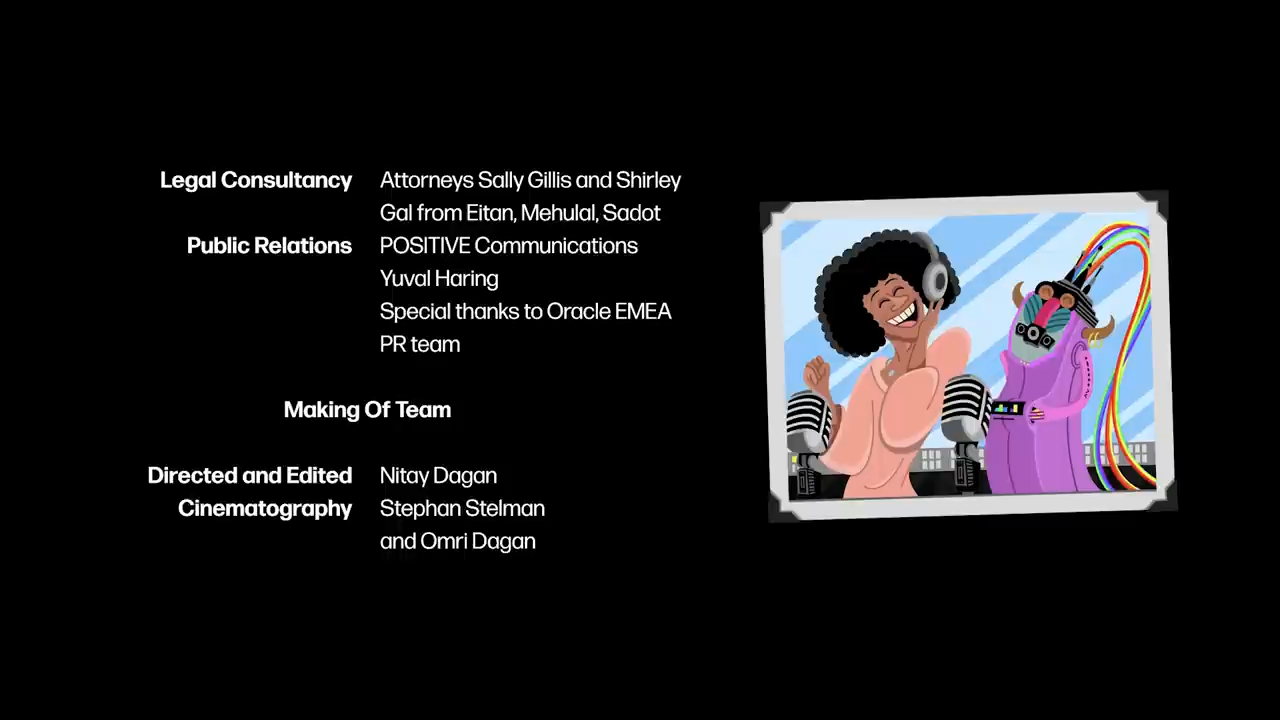 Legal Consultancy Attorneys Sally Gillis and Shirley
Gal from Eitan, Mehulal, Sadot
Public Relations POSITIVE Communications
Yuval Haring
Special thanks to Oracle EMEA
PR team
Making Of Team
Directed and Edited Nitay Dagan
Cinematography Stephan Stelman
and Omri Dagan